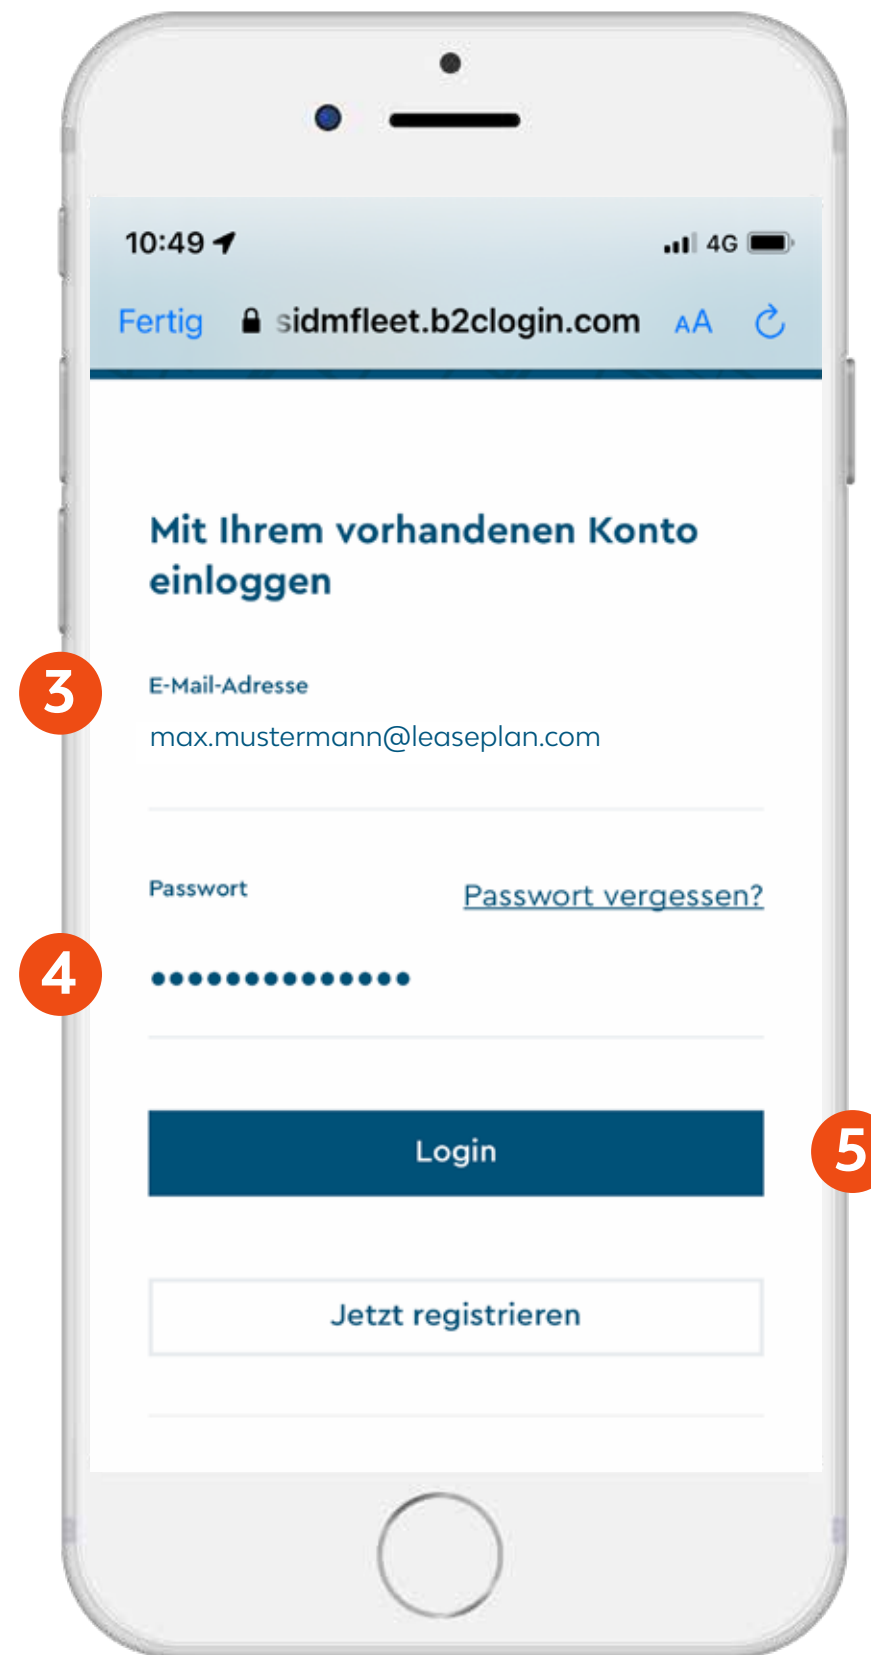 10:49
4G
Fertig sidmfleet.b2clogin.com AA
Mit Ihrem vorhandenen Konto
einloggen
3
E-Mail-Adresse
max.mustermann@leaseplan.com
Passwort Passwort vergessen?
4
••••••••••••••
Login
5
Jetzt registrieren